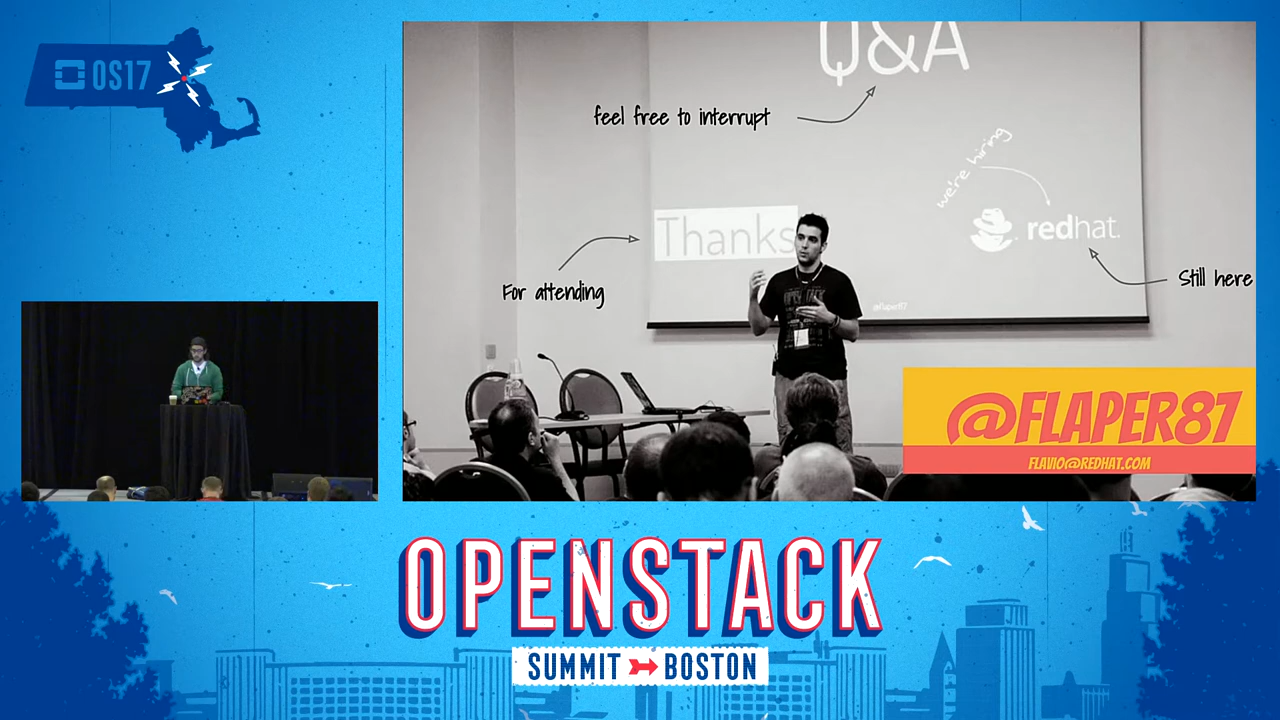 OS17
Q&A
feel free to interrupt
we're hiring
Thanks
redhat.
For attending
Still here
@flaper87
@FLAPER87
FLAVIO@REDHAT.COM
OPENSTACK
SUMMIT BOSTON